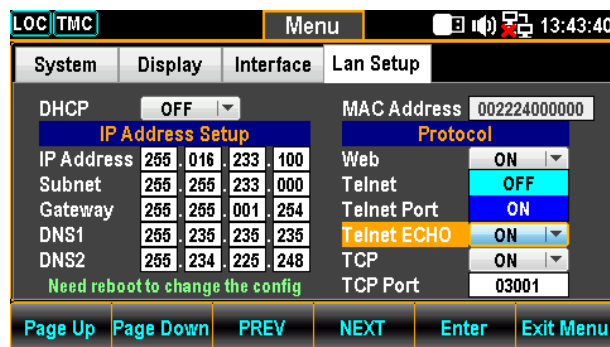 LOC TMC Menu 13:43:40
System Display Interface Lan Setup
DHCP OFF MAC Address 002224000000
IP Address Setup Protocol
IP Address 255 . 016 . 233 . 100 Web ON
Subnet 255 . 255 . 233 . 000 Telnet OFF
Gateway 255 . 255 . 001 . 254 Telnet Port ON
DNS1 255 . 235 . 235 . 235 Telnet ECHO ON
DNS2 255 . 234 . 225 . 248 TCP ON
Need reboot to change the config TCP Port 03001
Page Up Page Down PREV NEXT Enter Exit Menu